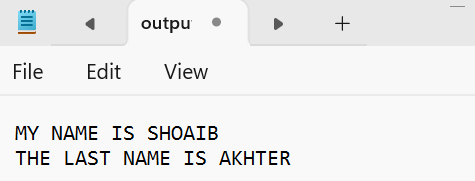 outpu
File Edit View
MY NAME IS SHOAIB
THE LAST NAME IS AKHTER